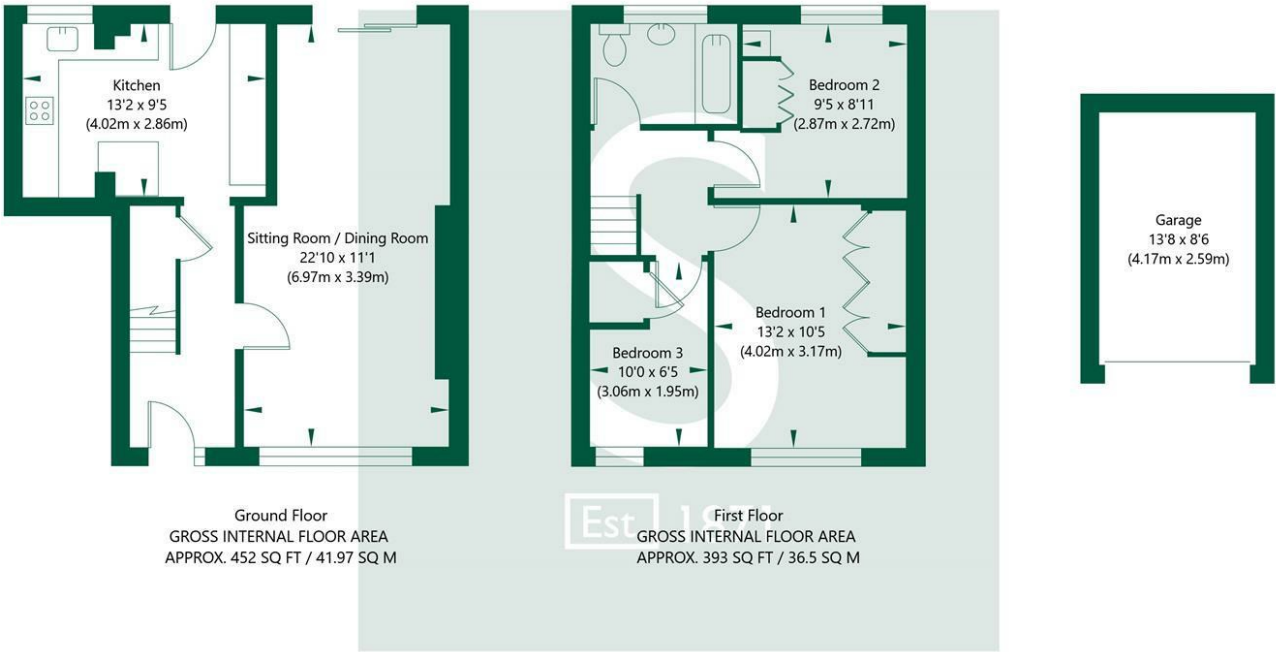 Kitchen
13'2 x 9'5
(4.02m x 2.86m)
Sitting Room / Dining Room
22'10 x 11'1
(6.97m x 3.39m)
Bedroom 2
9'5 x 8'11
(2.87m x 2.72m)
Bedroom 1
13'2 x 10'5
(4.02m x 3.17m)
Bedroom 3
10'0 x 6'5
(3.06m x 1.95m)
Garage
13'8 x 8'6
(4.17m x 2.59m)
Ground Floor
GROSS INTERNAL FLOOR AREA
APPROX. 452 SQ FT / 41.97 SQ M
First Floor
GROSS INTERNAL FLOOR AREA
APPROX. 393 SQ FT / 36.5 SQ M
S
Est